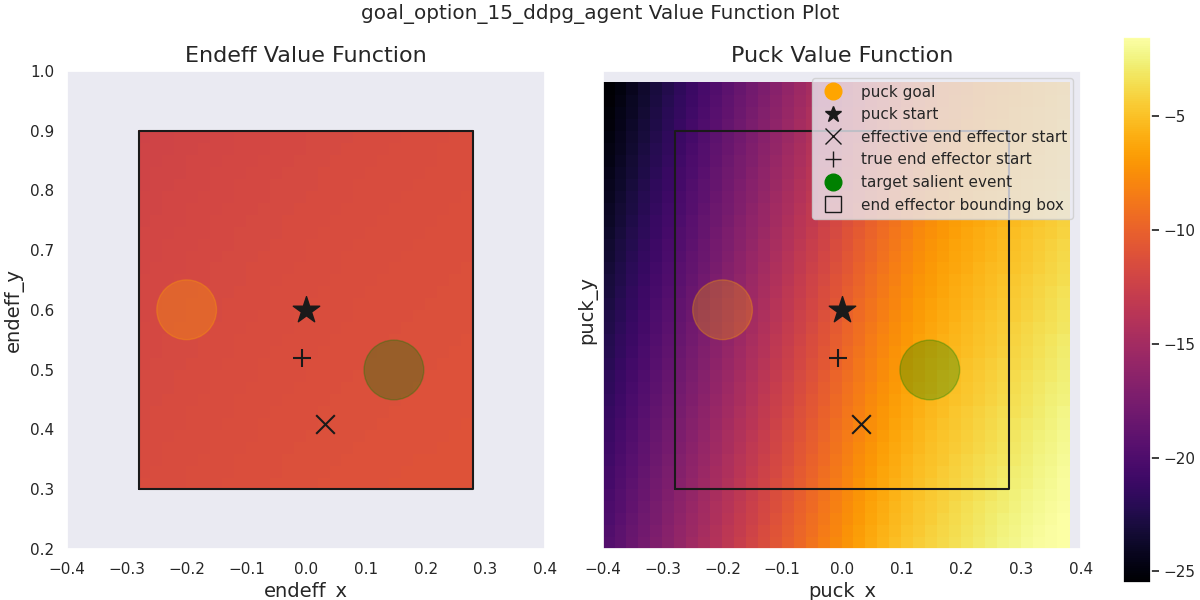 goal_option_15_ddpg_agent Value Function Plot
Endeff Value Function
1.0
0.9
0.8
0.7
0.6
0.5
0.4
0.3
0.2
endeff_y
−0.4 −0.3 −0.2 −0.1 0.0 0.1 0.2 0.3 0.4
endeff_x
Puck Value Function
puck goal
puck start
effective end effector start
true end effector start
target salient event
end effector bounding box
puck_y
−0.4 −0.3 −0.2 −0.1 0.0 0.1 0.2 0.3 0.4
puck_x
−5
−10
−15
−20
−25